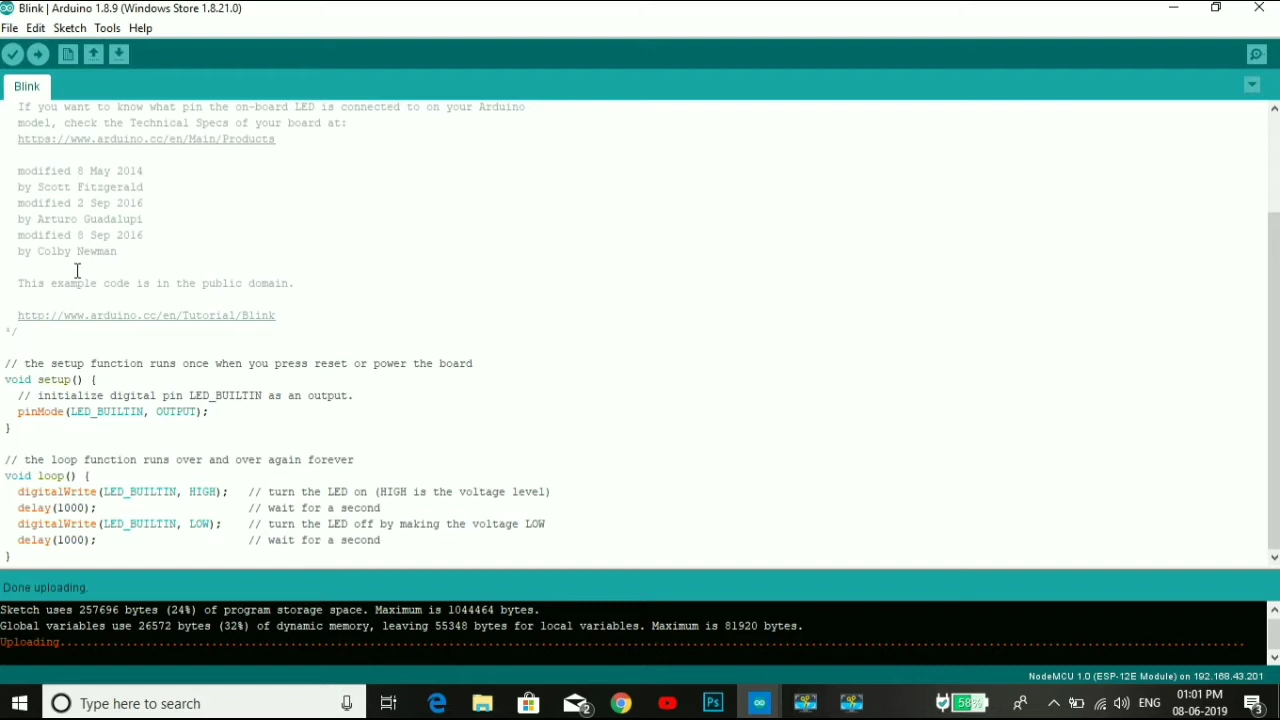 Blink | Arduino 1.8.9 (Windows Store 1.8.21.0)
File Edit Sketch Tools Help
Blink
If you want to know what pin the on-board LED is connected to on your Arduino
model, check the Technical Specs of your board at:
https://www.arduino.cc/en/Main/Products
modified 8 May 2014
by Scott Fitzgerald
modified 2 Sep 2016
by Arturo Guadalupi
modified 8 Sep 2016
by Colby Newman
This example code is in the public domain.
http://www.arduino.cc/en/Tutorial/Blink
*/
// the setup function runs once when you press reset or power the board
void setup() {
// initialize digital pin LED_BUILTIN as an output.
pinMode(LED_BUILTIN, OUTPUT);
}
// the loop function runs over and over again forever
void loop() {
digitalWrite(LED_BUILTIN, HIGH);   // turn the LED on (HIGH is the voltage level)
delay(1000);                       // wait for a second
digitalWrite(LED_BUILTIN, LOW);    // turn the LED off by making the voltage LOW
delay(1000);                       // wait for a second
}
Done uploading.
Sketch uses 257696 bytes (24%) of program storage space. Maximum is 1044464 bytes.
Global variables use 26572 bytes (32%) of dynamic memory, leaving 55348 bytes for local variables. Maximum is 81920 bytes.
Uploading....................................................................................................................................................................................
NodeMCU 1.0 (ESP-12E Module) on 192.168.43.201
Type here to search
2
Ps
58%
ENG
01:01 PM
08-06-2019
3